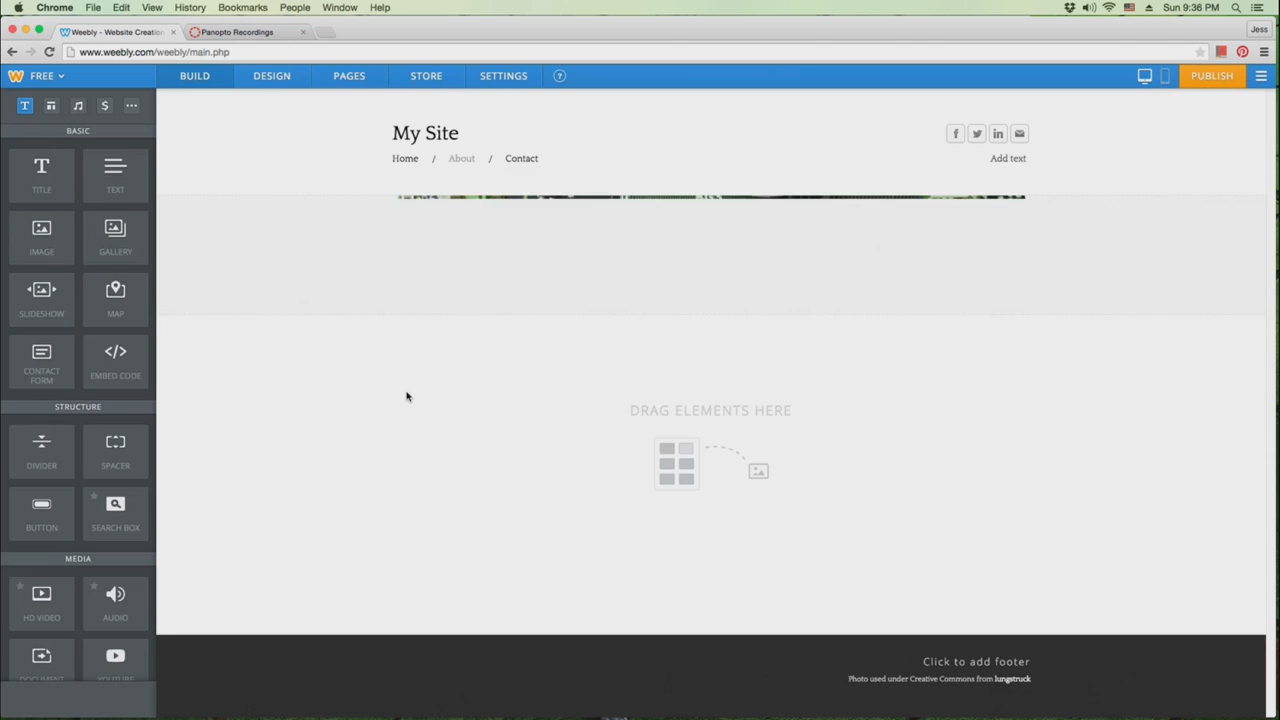 Chrome File Edit View History Bookmarks People Window Help Sun 9:36 PM
Weebly - Website Creation Panopto Recordings Jess
www.weebly.com/weebly/main.php
FREE BUILD DESIGN PAGES STORE SETTINGS ? PUBLISH
BASIC
TITLE TEXT
IMAGE GALLERY
SLIDESHOW MAP
CONTACT FORM EMBED CODE
STRUCTURE
DIVIDER SPACER
BUTTON SEARCH BOX
MEDIA
HD VIDEO AUDIO
DOCUMENT YOUTUBE
My Site
Home / About / Contact Add text
DRAG ELEMENTS HERE
Click to add footer
Photo used under Creative Commons from lungstruck